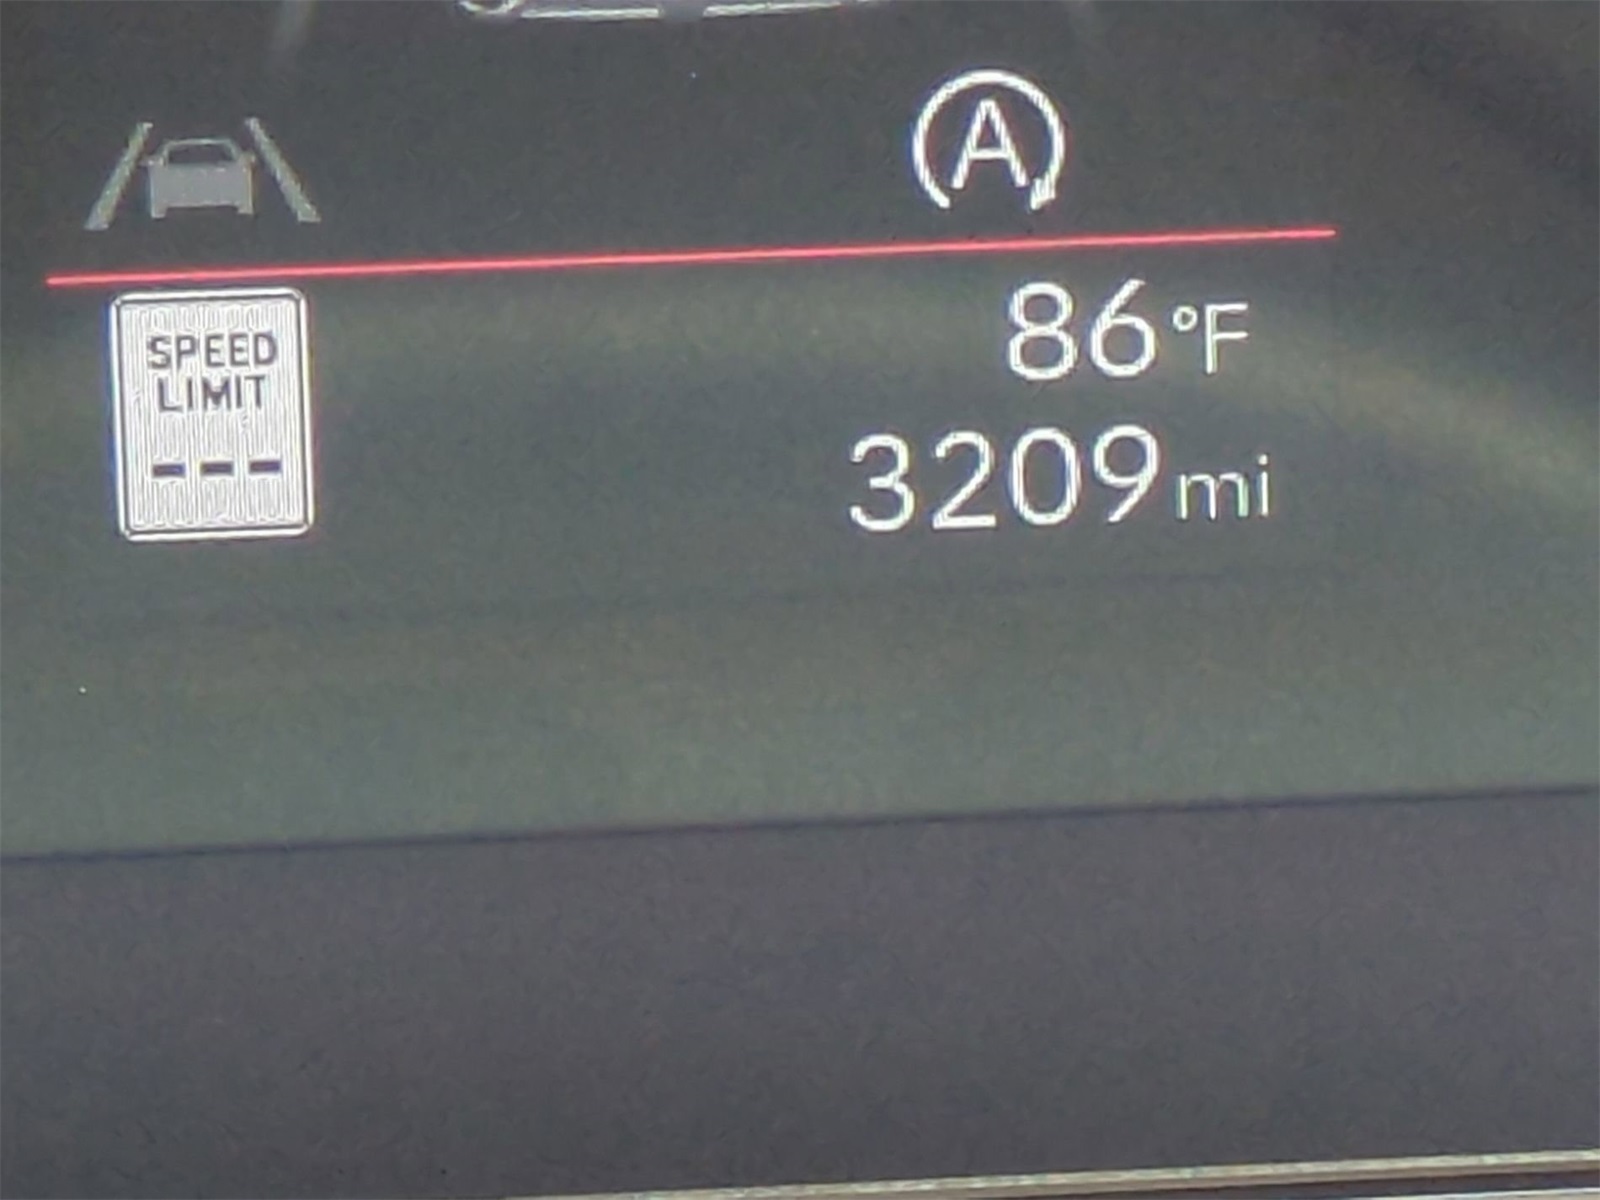 A
SPEED
LIMIT
---
86°F
3209mi